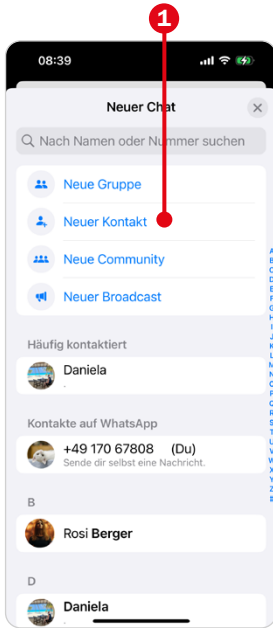 1
08:39
Neuer Chat
Nach Namen oder Nummer suchen
Neue Gruppe
Neuer Kontakt
Neue Community
Neuer Broadcast
Häufig kontaktiert
Daniela
.
Kontakte auf WhatsApp
+49 170 67808 (Du)
Sende dir selbst eine Nachricht.
B
Rosi Berger
D
Daniela
.
A
B
C
D
E
F
G
H
I
J
K
L
M
N
O
P
Q
R
S
T
U
V
W
X
Y
Z
#